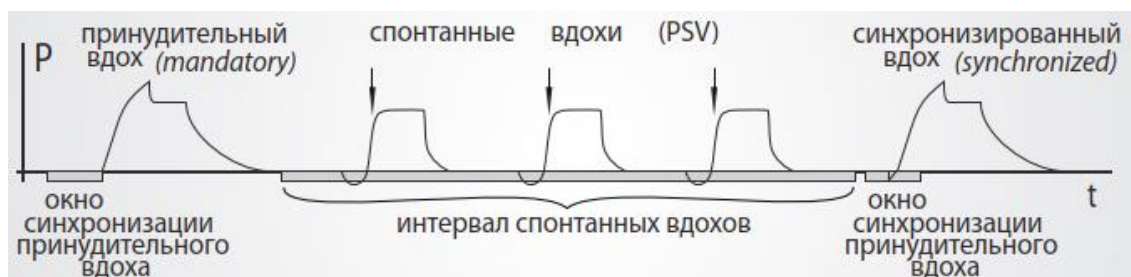 принудительный
вдох (mandatory)
спонтанные вдохи (PSV)
синхронизированный
вдох (synchronized)
P
t
окно
синхронизации
принудительного
вдоха
интервал спонтанных вдохов
окно
синхронизации
принудительного
вдоха